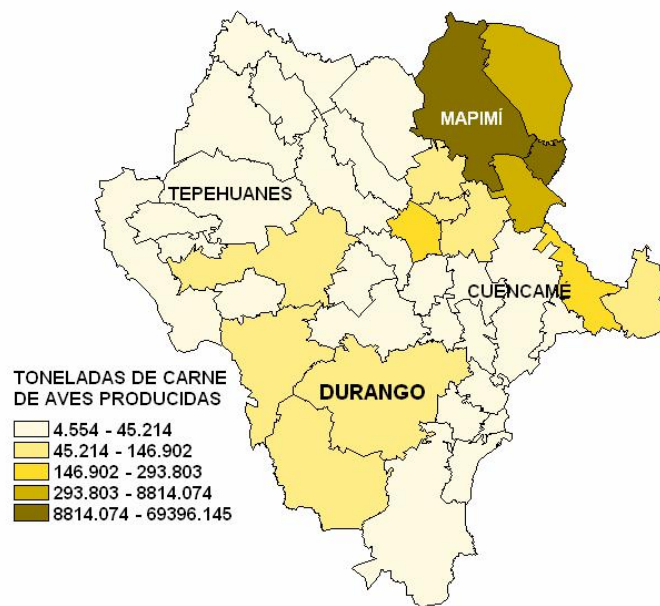 MAPIMÍ
TEPEHUANES
CUENCAMÉ
DURANGO
TONELADAS DE CARNE
DE AVES PRODUCIDAS
4.554 - 45.214
45.214 - 146.902
146.902 - 293.803
293.803 - 8814.074
8814.074 - 69396.145